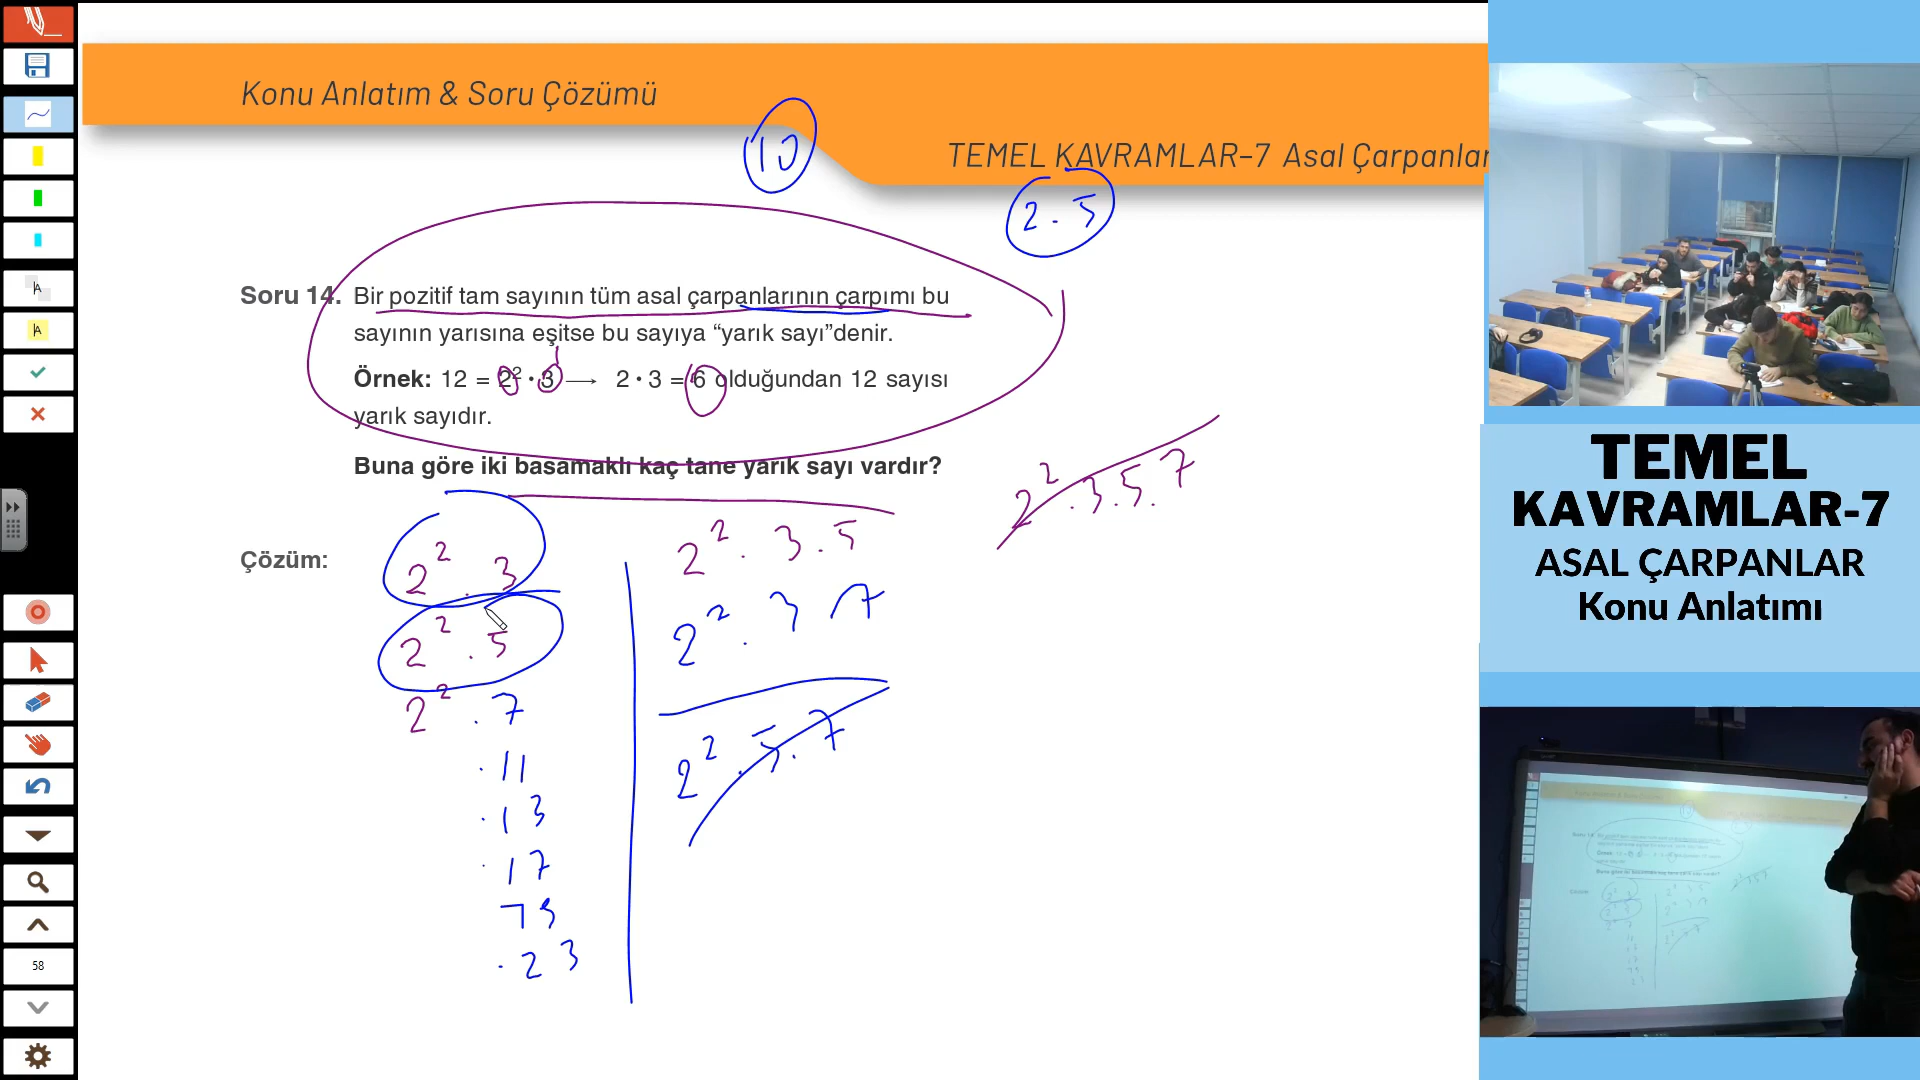 Konu Anlatım & Soru Çözümü
10
TEMEL KAVRAMLAR-7 Asal Çarpanlar
2 . 5
Soru 14. Bir pozitif tam sayının tüm asal çarpanlarının çarpımı bu
sayının yarısına eşitse bu sayıya “yarık sayı”denir.
Örnek: 12 = 2² • 3 → 2 • 3 = 6 olduğundan 12 sayısı
yarık sayıdır.
Buna göre iki basamaklı kaç tane yarık sayı vardır?
Çözüm:
2² . 3
2² . 5
2² . 7
. 11
. 13
. 17
19
. 23
2² . 3 . 5
2² . 3 7
2² . 5 . 7
2² . 3 . 5 . 7
TEMEL
KAVRAMLAR-7
ASAL ÇARPANLAR
Konu Anlatımı
A
A
58